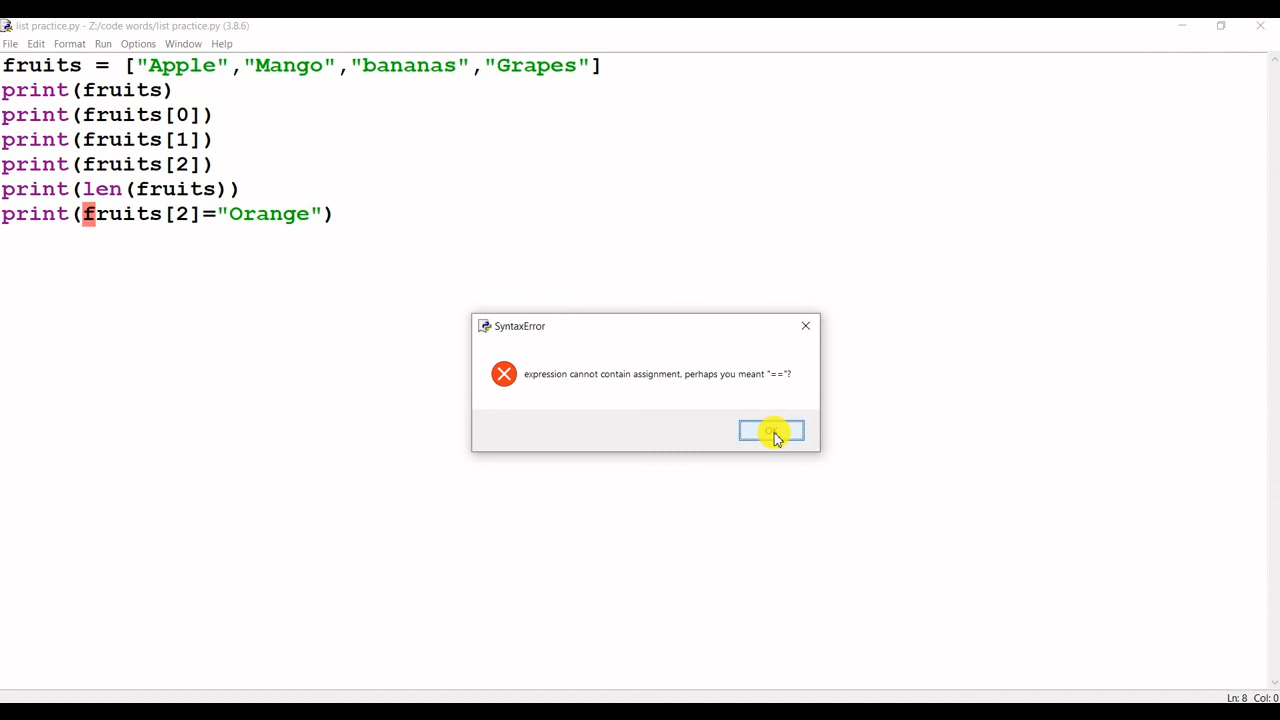 list practice.py - Z:/code words/list practice.py (3.8.6)
File Edit Format Run Options Window Help
fruits = ["Apple","Mango","bananas","Grapes"]
print(fruits)
print(fruits[0])
print(fruits[1])
print(fruits[2])
print(len(fruits))
print(fruits[2]="Orange")
SyntaxError
expression cannot contain assignment, perhaps you meant "=="?
OK
Ln: 8 Col: 0